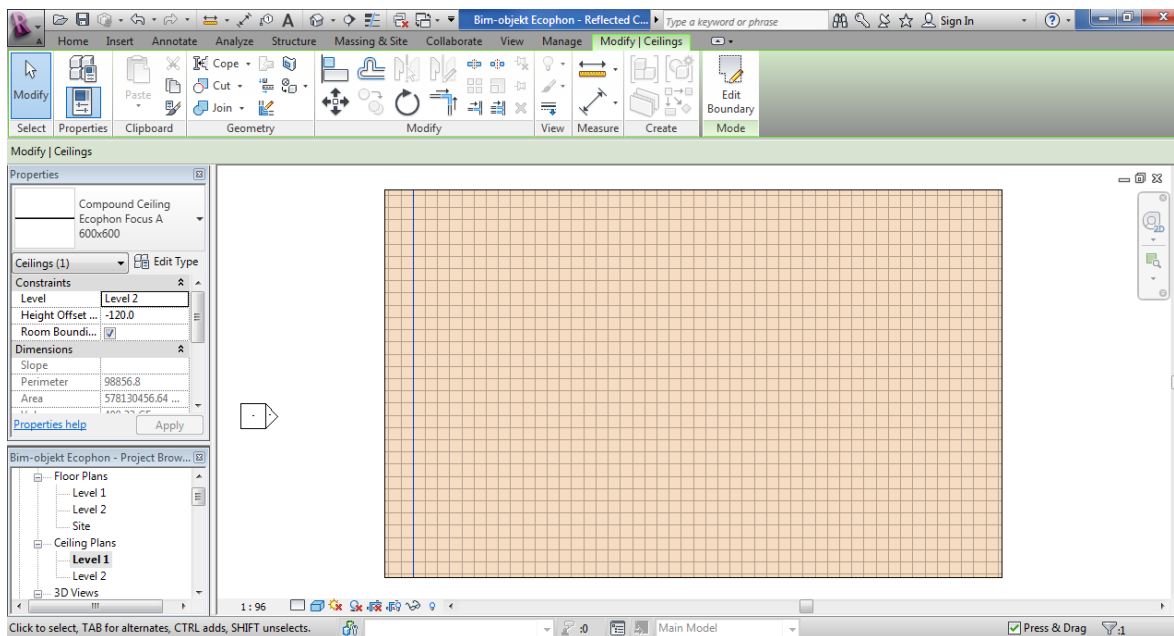 Bim-objekt Ecophon - Reflected C...
Type a keyword or phrase
Sign In
Home Insert Annotate Analyze Structure Massing & Site Collaborate View Manage Modify | Ceilings
Modify
Paste
Cope
Cut
Join
Edit
Boundary
Select Properties Clipboard Geometry Modify View Measure Create Mode
Modify | Ceilings
Properties
Compound Ceiling
Ecophon Focus A
600x600
Ceilings (1) Edit Type
Constraints
Level Level 2
Height Offset ... -120.0
Room Boundi...
Dimensions
Slope
Perimeter 98856.8
Area 578130456.64 ...
Properties help Apply
Bim-objekt Ecophon - Project Brow...
Floor Plans
Level 1
Level 2
Site
Ceiling Plans
Level 1
Level 2
3D Views
2D
1 : 96
Click to select, TAB for alternates, CTRL adds, SHIFT unselects.
:0
Main Model
Press & Drag
:1